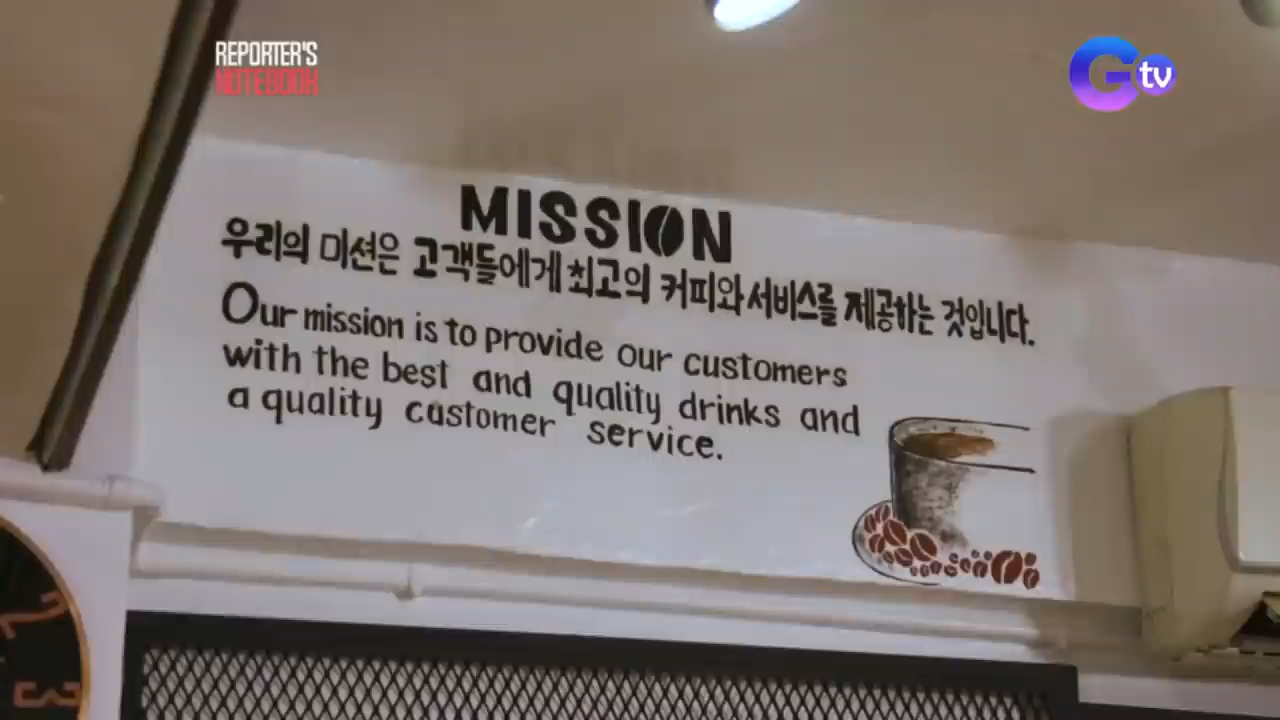 REPORTER'S
NOTEBOOK
G tv
MISSION
우리의 미션은 고객들에게 최고의 커피와 서비스를 제공하는 것입니다.
Our mission is to provide our customers
with the best and quality drinks and
a quality customer service.
2
3